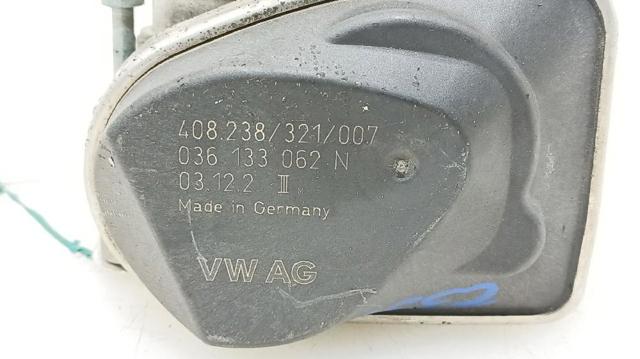 408.238/321/007
036 133 062 N
03.12.2 II
Made in Germany
VW AG